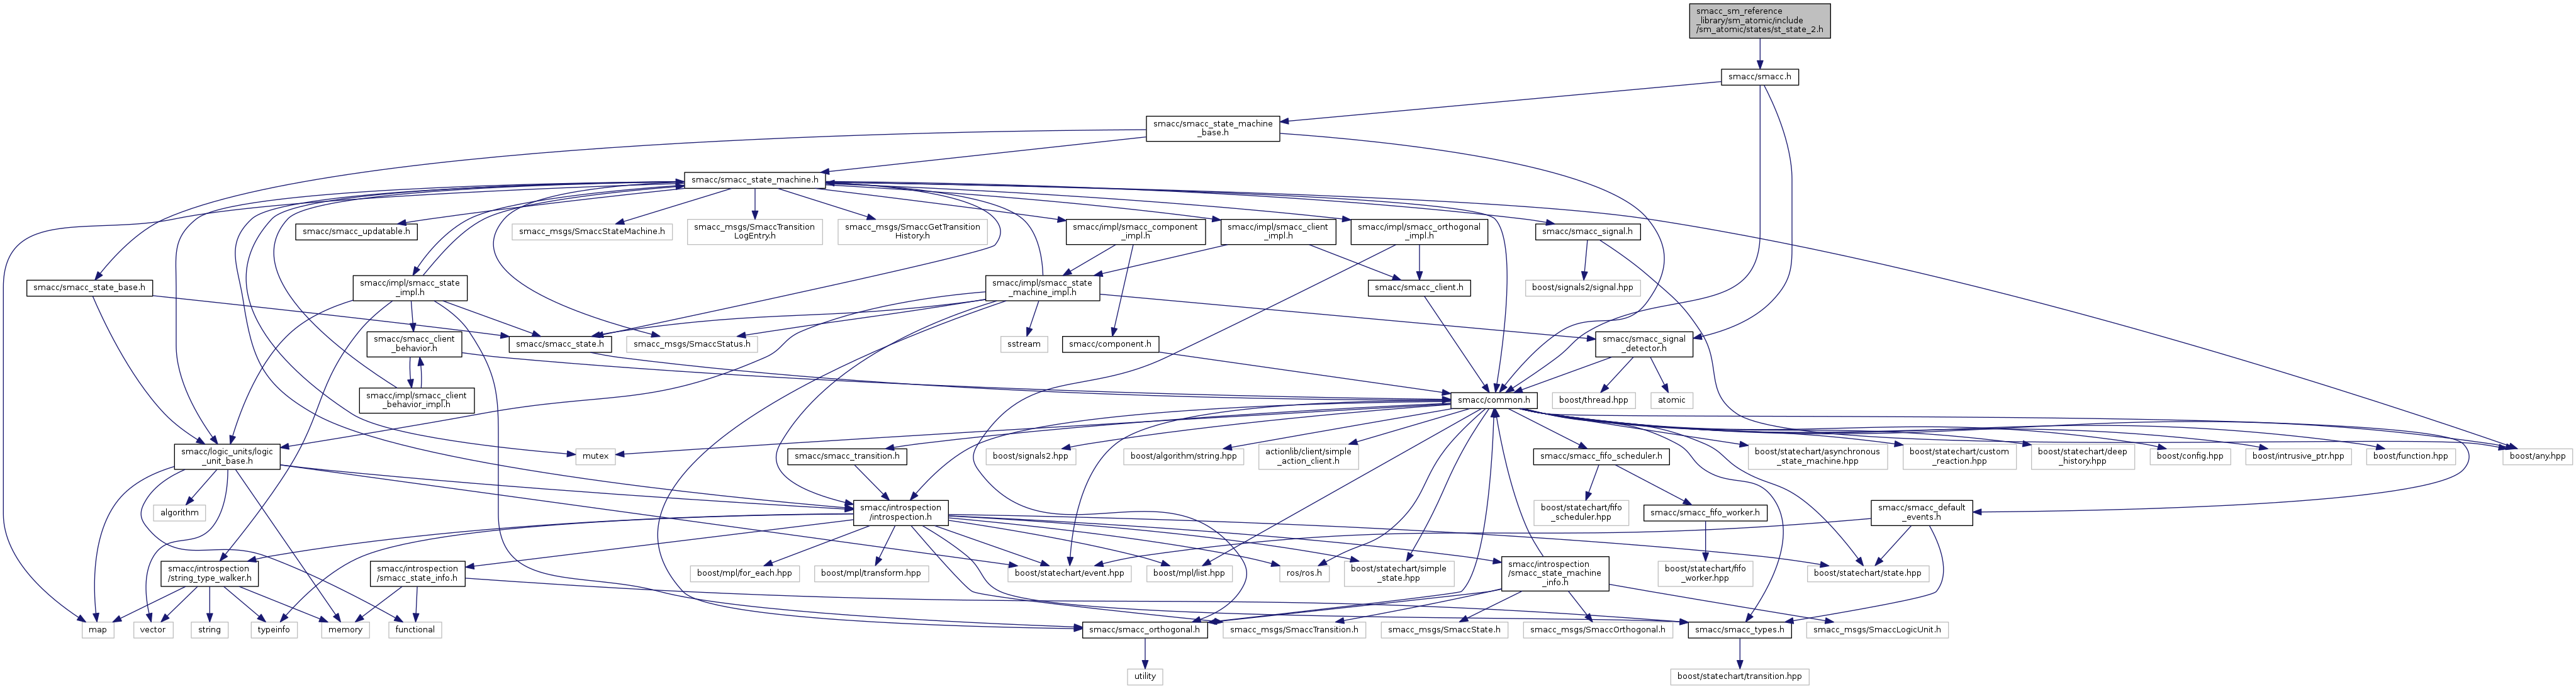 smacc_sm_reference
_library/sm_atomic/include
/sm_atomic/states/st_state_2.h
smacc/smacc.h
smacc/smacc_state_machine
_base.h
smacc/smacc_state_machine.h
smacc/smacc_updatable.h
smacc_msgs/SmaccStateMachine.h
smacc_msgs/SmaccTransition
LogEntry.h
smacc_msgs/SmaccGetTransition
History.h
smacc/impl/smacc_component
_impl.h
smacc/impl/smacc_client
_impl.h
smacc/impl/smacc_orthogonal
_impl.h
smacc/smacc_signal.h
smacc/smacc_state_base.h
smacc/impl/smacc_state
_impl.h
smacc/impl/smacc_state
_machine_impl.h
smacc/smacc_client.h
boost/signals2/signal.hpp
smacc/smacc_client
_behavior.h
smacc/smacc_state.h
smacc_msgs/SmaccStatus.h
sstream
smacc/component.h
smacc/smacc_signal
_detector.h
smacc/impl/smacc_client
_behavior_impl.h
smacc/common.h
boost/thread.hpp
atomic
smacc/logic_units/logic
_unit_base.h
mutex
smacc/smacc_transition.h
boost/signals2.hpp
boost/algorithm/string.hpp
actionlib/client/simple
_action_client.h
smacc/smacc_fifo_scheduler.h
boost/statechart/asynchronous
_state_machine.hpp
boost/statechart/custom
_reaction.hpp
boost/statechart/deep
_history.hpp
boost/config.hpp
boost/intrusive_ptr.hpp
boost/function.hpp
boost/any.hpp
algorithm
smacc/introspection
/introspection.h
boost/statechart/fifo
_scheduler.hpp
smacc/smacc_fifo_worker.h
smacc/smacc_default
_events.h
smacc/introspection
/string_type_walker.h
smacc/introspection
/smacc_state_info.h
boost/mpl/for_each.hpp
boost/mpl/transform.hpp
boost/statechart/event.hpp
boost/mpl/list.hpp
ros/ros.h
boost/statechart/simple
_state.hpp
smacc/introspection
/smacc_state_machine
_info.h
boost/statechart/fifo
_worker.hpp
boost/statechart/state.hpp
map
vector
string
typeinfo
memory
functional
smacc/smacc_orthogonal.h
smacc_msgs/SmaccTransition.h
smacc_msgs/SmaccState.h
smacc_msgs/SmaccOrthogonal.h
smacc/smacc_types.h
smacc_msgs/SmaccLogicUnit.h
utility
boost/statechart/transition.hpp